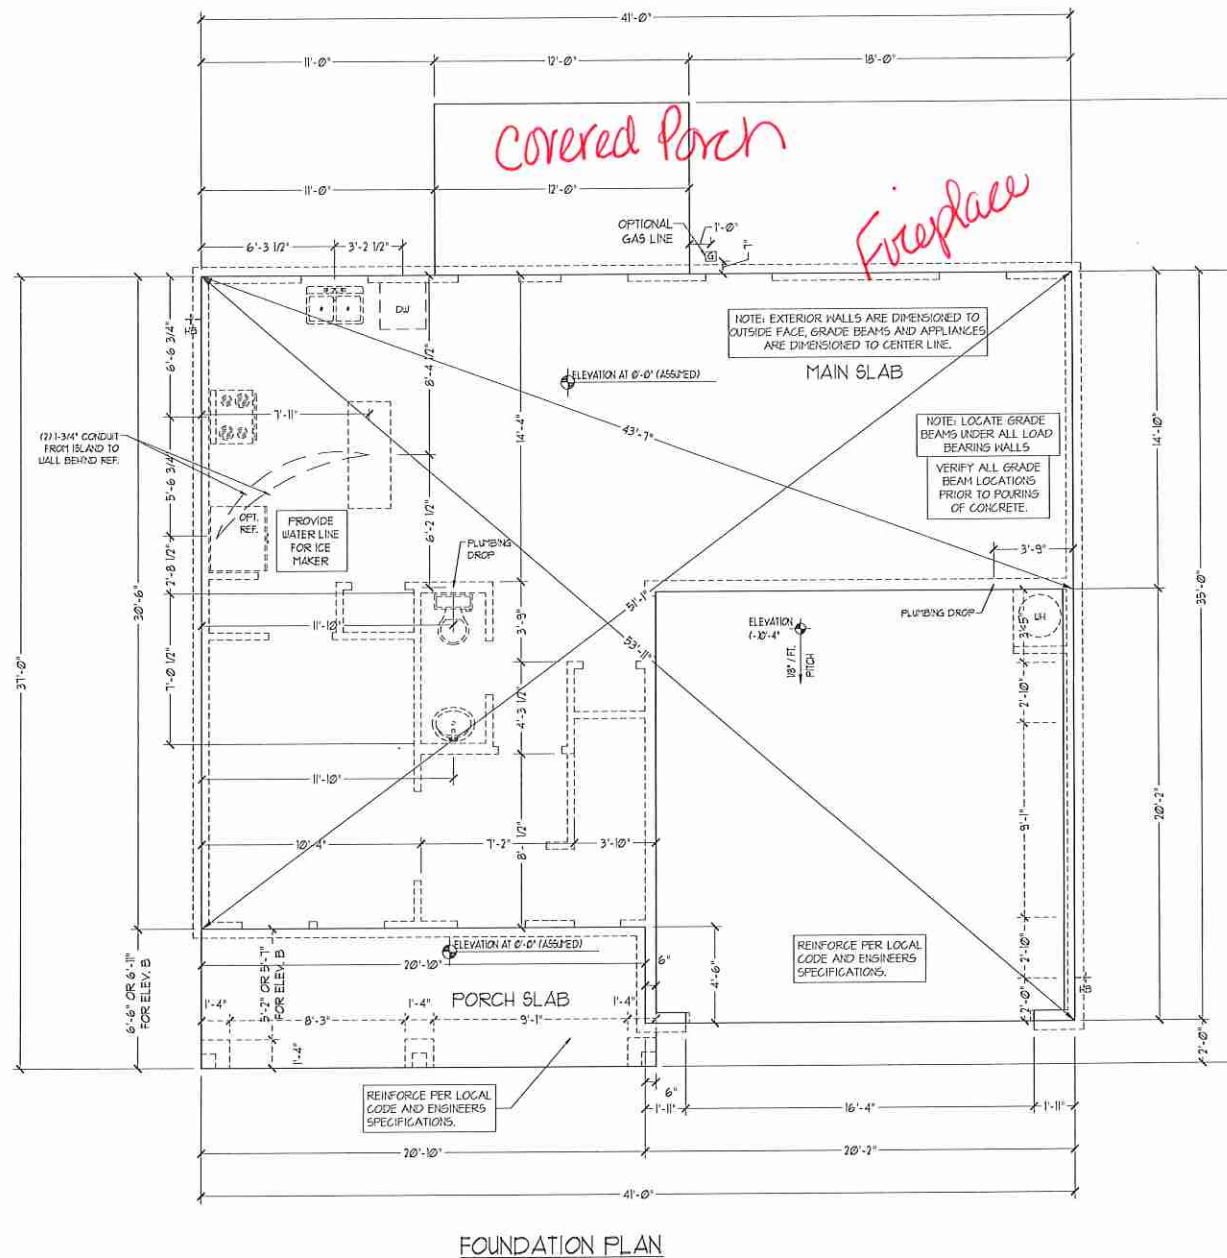 41'-0"
11'-0" 12'-0" 18'-0"
Covered Porch
11'-0" 12'-0"
Fireplace
OPTIONAL
GAS LINE
1'-0"
G
6'-3 1/2" 3'-2 1/2"
DW
NOTE: EXTERIOR WALLS ARE DIMENSIONED TO
OUTSIDE FACE, GRADE BEAMS AND APPLIANCES
ARE DIMENSIONED TO CENTER LINE.
HB
6'-6 3/4"
8'-4 1/2"
ELEVATION AT 0'-0" (ASSUMED)
MAIN SLAB
7'-11"
14'-4"
43'-7"
NOTE: LOCATE GRADE
BEAMS UNDER ALL LOAD
BEARING WALLS
14'-10"
(2) 1-3/4" CONDUIT
FROM ISLAND TO
WALL BEHIND REF.
5'-6 3/4"
VERIFY ALL GRADE
BEAM LOCATIONS
PRIOR TO POURING
OF CONCRETE.
OPT.
REF.
PROVIDE
WATER LINE
FOR ICE
MAKER
6'-2 1/2"
PLUMBING
DROP
3'-9"
2'-8 1/2"
30'-6"
35'-0"
51'-1"
11'-10"
3'-9"
PLUMBING DROP
ELEVATION
(-)0'-4"
WH
3'-5"
1/8" / FT.
PITCH
53'-11"
37'-0"
7'-0 1/2"
4'-3 1/2"
2'-10"
11'-10"
20'-2"
10'-4" 7'-2" 3'-10"
8'-1 1/2"
9'-1"
ELEVATION AT 0'-0" (ASSUMED)
REINFORCE PER LOCAL
CODE AND ENGINEERS
SPECIFICATIONS.
20'-10"
6"
4'-6"
2'-10"
HB
6'-6" OR 6'-11"
FOR ELEV. B
5'-2" OR 5'-7"
FOR ELEV. B
PORCH SLAB
1'-4" 1'-4" 1'-4"
8'-3" 9'-1"
2'-0"
1'-4"
2'-0"
REINFORCE PER LOCAL
CODE AND ENGINEERS
SPECIFICATIONS.
6"
1'-11" 16'-4" 1'-11"
20'-10" 20'-2"
41'-0"
FOUNDATION PLAN